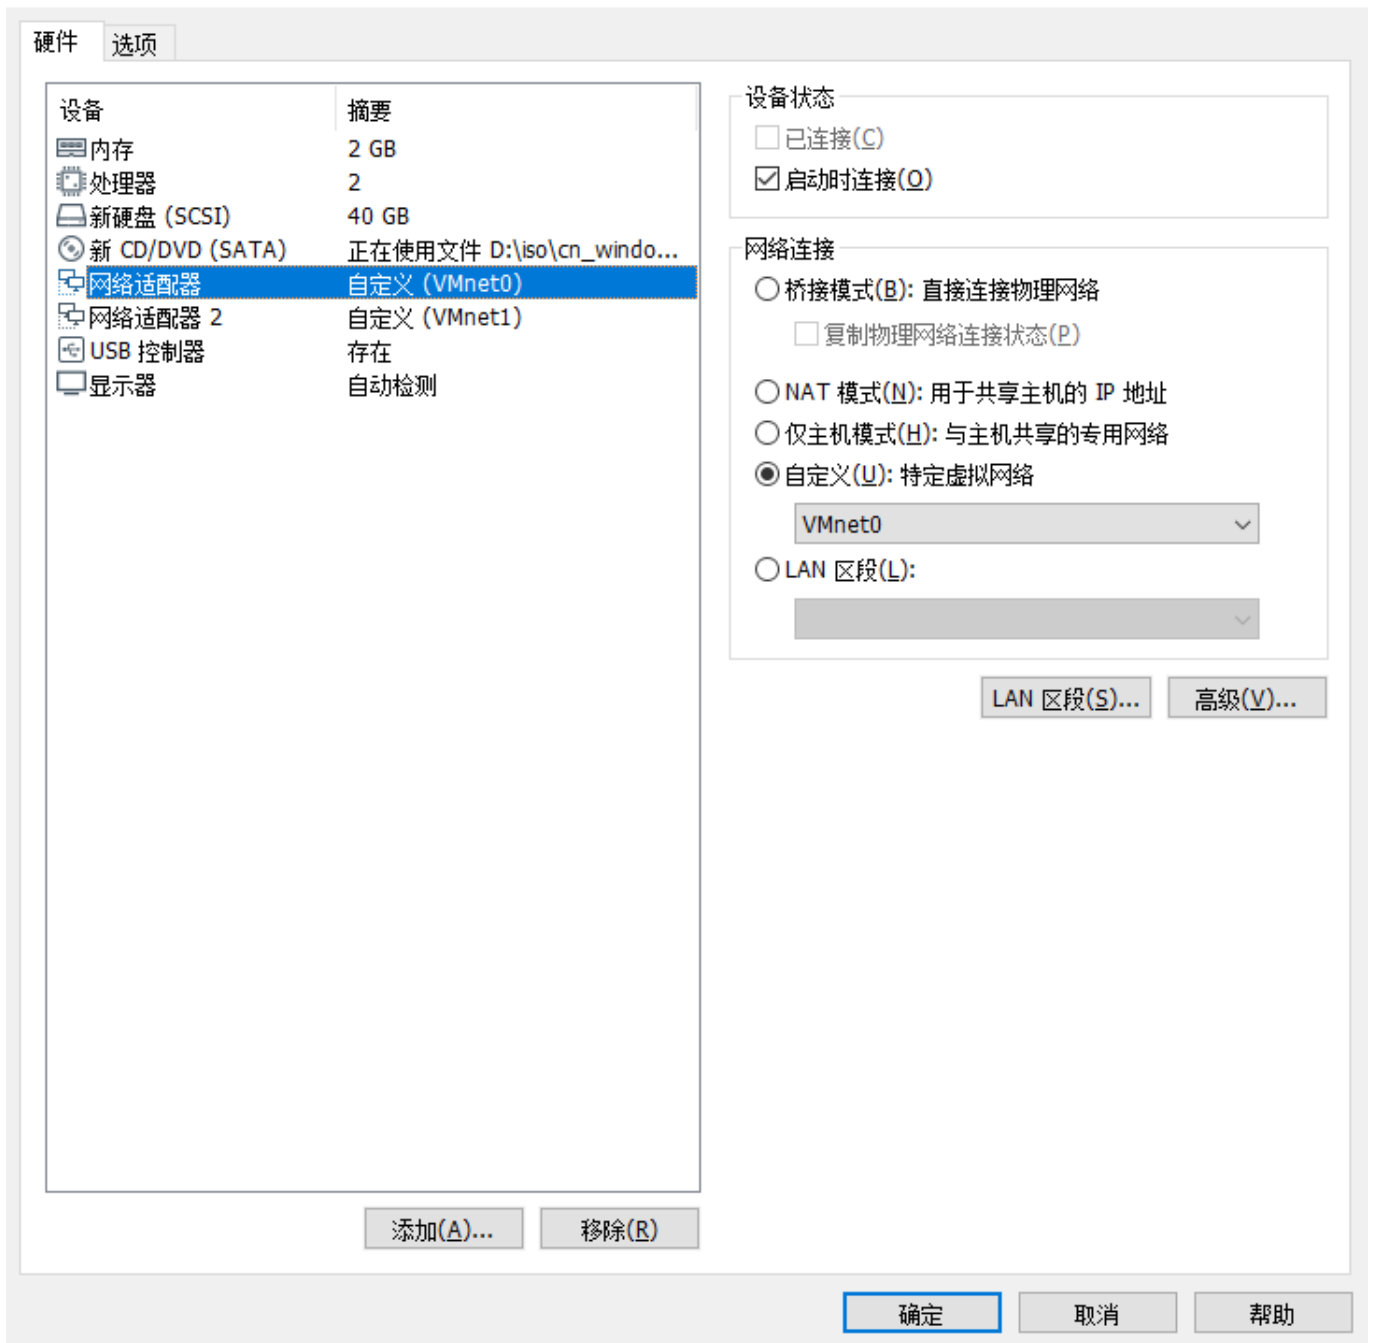 硬件 选项
设备 摘要
内存 2 GB
处理器 2
新硬盘 (SCSI) 40 GB
新 CD/DVD (SATA) 正在使用文件 D:\iso\cn_windo...
网络适配器 自定义 (VMnet0)
网络适配器 2 自定义 (VMnet1)
USB 控制器 存在
显示器 自动检测
添加(A)... 移除(R)
设备状态
已连接(C)
启动时连接(O)
网络连接
桥接模式(B): 直接连接物理网络
复制物理网络连接状态(P)
NAT 模式(N): 用于共享主机的 IP 地址
仅主机模式(H): 与主机共享的专用网络
自定义(U): 特定虚拟网络
VMnet0
LAN 区段(L):
LAN 区段(S)... 高级(V)...
确定 取消 帮助